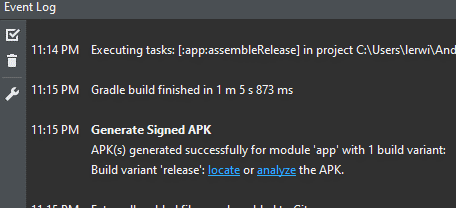 Event Log
11:14 PM Executing tasks: [:app:assembleRelease] in project C:\Users\lerwi\And
11:15 PM Gradle build finished in 1 m 5 s 873 ms
11:15 PM Generate Signed APK
APK(s) generated successfully for module 'app' with 1 build variant:
Build variant 'release': locate or analyze the APK.